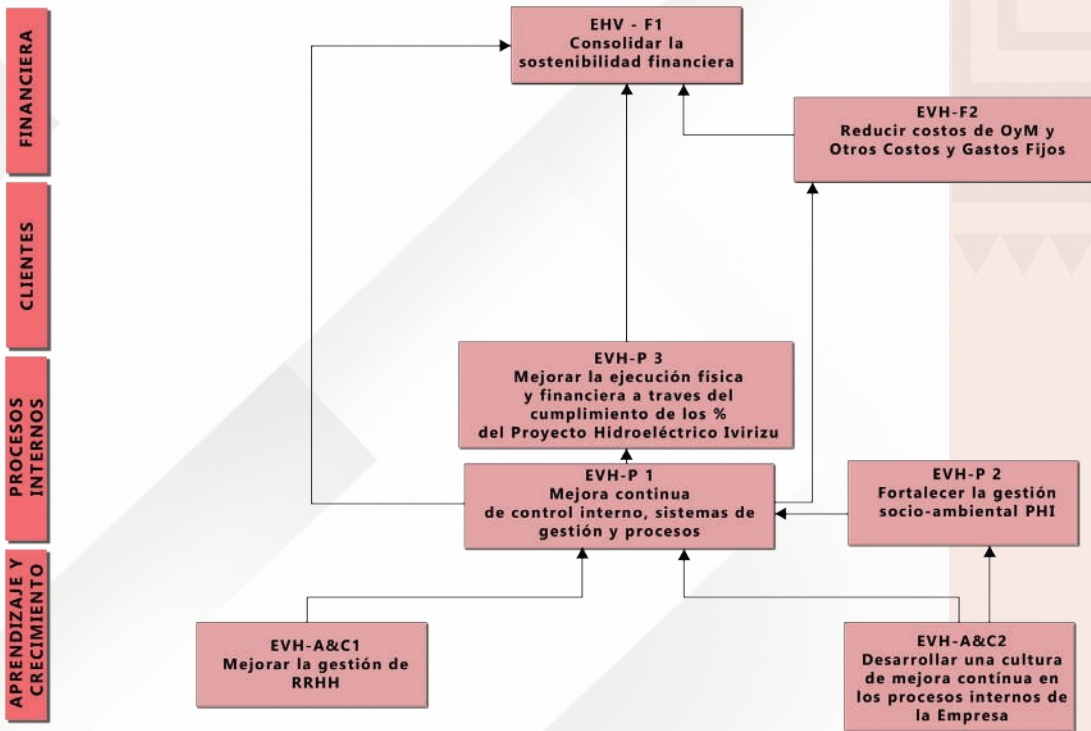 FINANCIERA
EHV - F1
Consolidar la
sostenibilidad financiera
EVH-F2
Reducir costos de OyM y
Otros Costos y Gastos Fijos
CLIENTES
PROCESOS
INTERNOS
EVH-P 3
Mejorar la ejecución física
y financiera a traves del
cumplimiento de los %
del Proyecto Hidroeléctrico Ivirizu
EVH-P 1
Mejora continua
de control interno, sistemas de
gestión y procesos
EVH-P 2
Fortalecer la gestión
socio-ambiental PHI
APRENDIZAJE Y
CRECIMIENTO
EVH-A&C1
Mejorar la gestión de
RRHH
EVH-A&C2
Desarrollar una cultura
de mejora contínua en
los procesos internos de
la Empresa